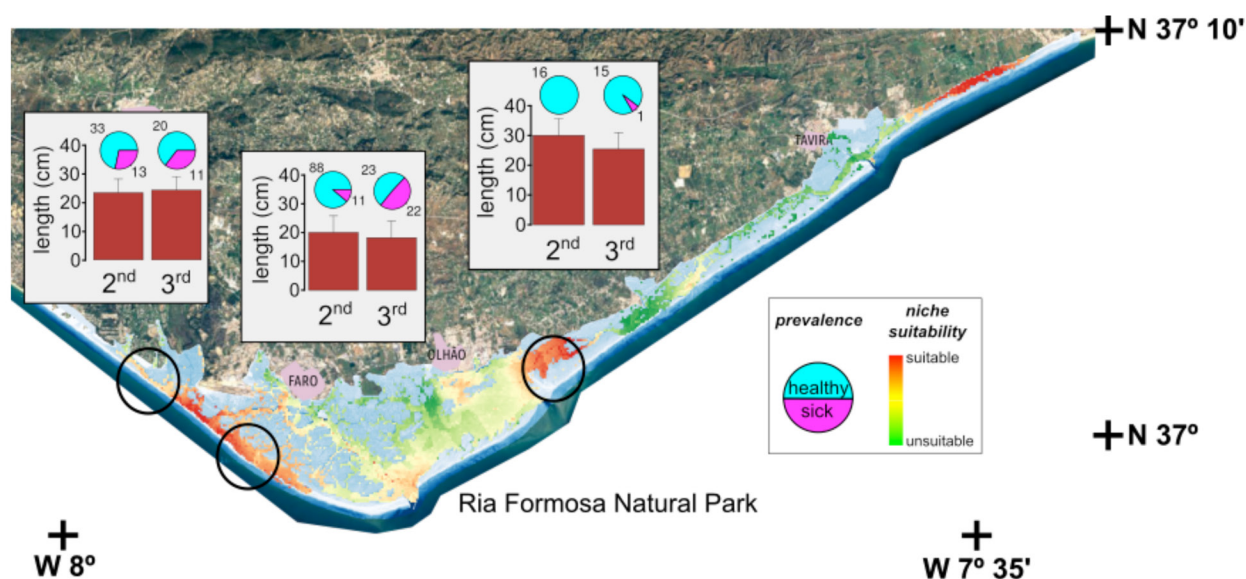 N 37º 10'
16
15
1
40
30
20
10
0
length (cm)
2nd
3rd
33
20
13
11
40
30
20
10
0
length (cm)
2nd
3rd
88
23
11
22
40
30
20
10
0
length (cm)
2nd
3rd
TAVIRA
OLHÃO
FARO
prevalence
healthy
sick
niche
suitability)
suitable
unsuitable
N 37º
Ria Formosa Natural Park
W 8º
W 7º 35'